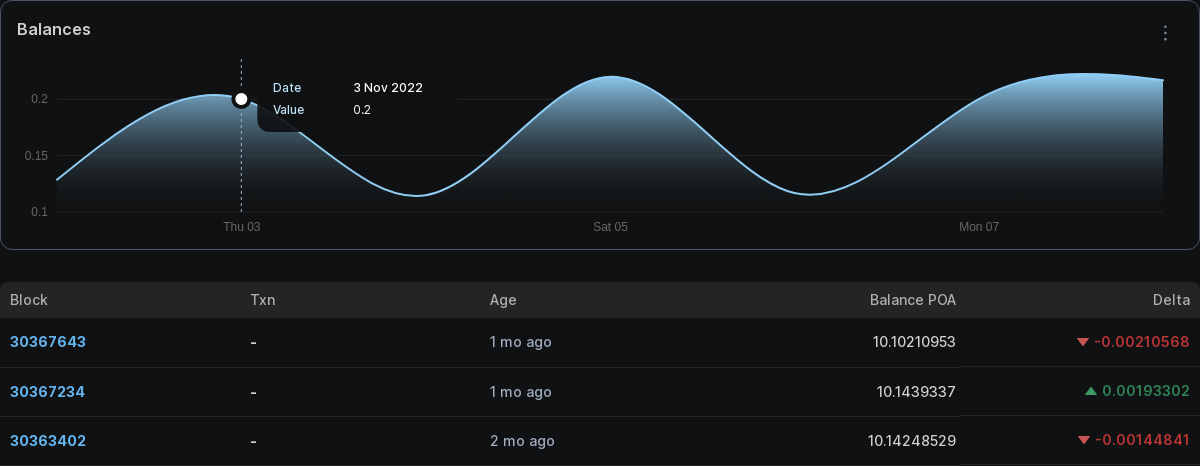 Balances
Date 3 Nov 2022
Value 0.2
0.2
0.15
0.1
Thu 03 Sat 05 Mon 07
Block Txn Age Balance POA Delta
30367643 - 1 mo ago 10.10210953 -0.00210568
30367234 - 1 mo ago 10.1439337 0.00193302
30363402 - 2 mo ago 10.14248529 -0.00144841